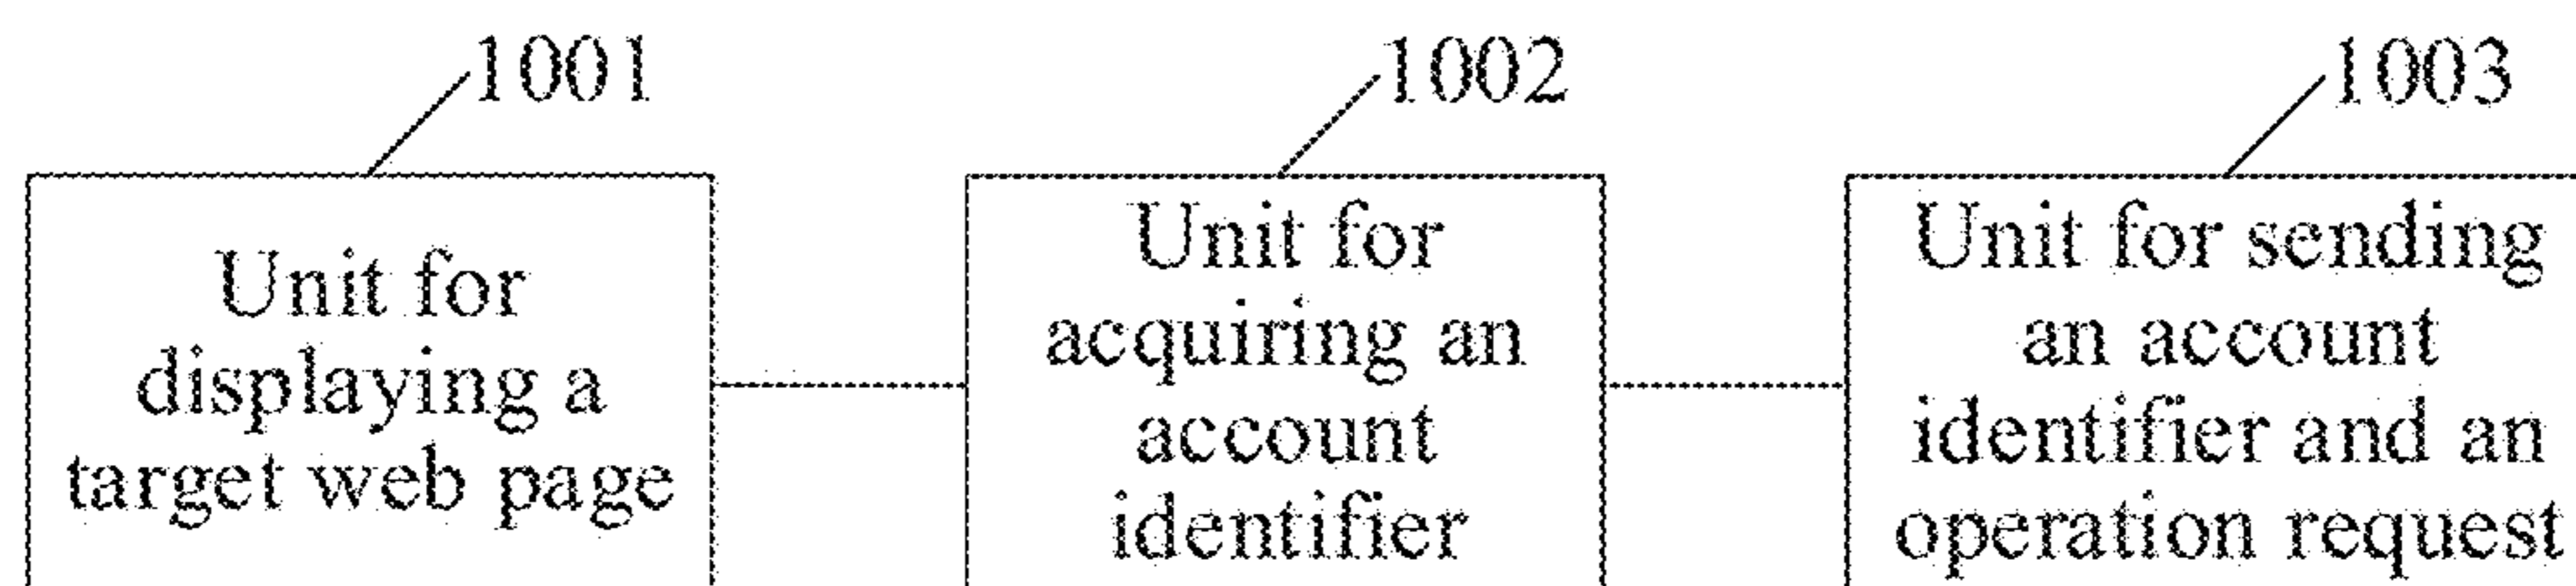 1001
1002
1003
Unit for
displaying a
target web page
Unit for
acquiring an
account
identifier
Unit for sending
an account
identifier and an
operation request